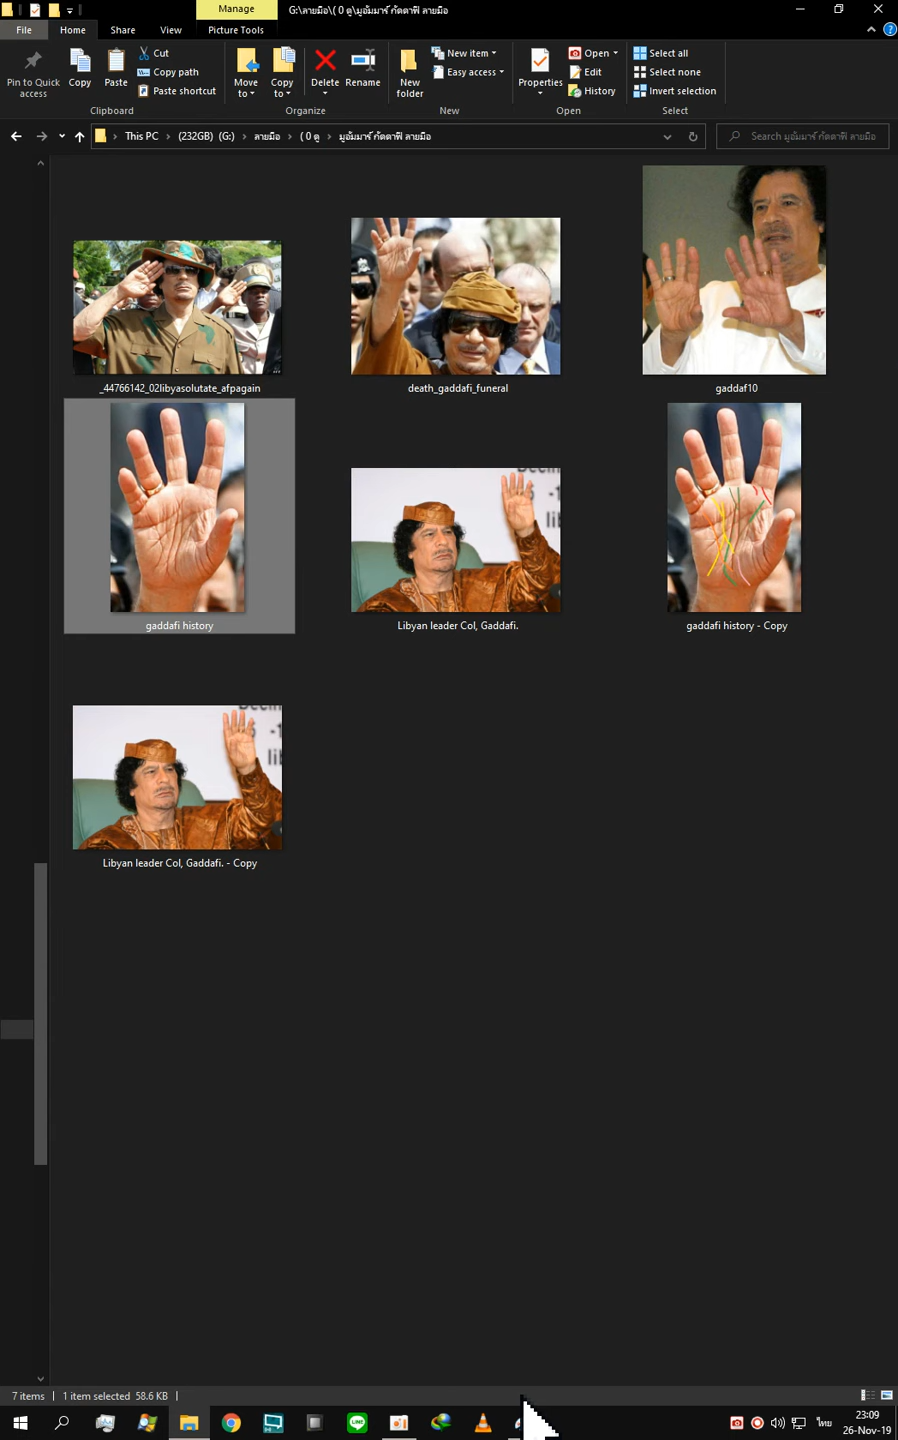 Manage
G:\ลายมือ\( 0 ดู\มูอัมมาร์ กัดดาฟี ลายมือ
File
Home
Share
View
Picture Tools
Pin to Quick access
Copy
Paste
Cut
Copy path
Paste shortcut
Clipboard
Move to
Copy to
Delete
Rename
Organize
New folder
New item
Easy access
New
Properties
Open
Edit
History
Open
Select all
Select none
Invert selection
Select
This PC
(232GB) (G:)
ลายมือ
( 0 ดู
มูอัมมาร์ กัดดาฟี ลายมือ
Search มูอัมมาร์ กัดดาฟี ลายมือ
_44766142_02libyasolutate_afpagain
death_gaddafi_funeral
gaddaf10
gaddafi history
Libyan leader Col, Gaddafi.
gaddafi history - Copy
Libyan leader Col, Gaddafi. - Copy
7 items
1 item selected 58.6 KB
LINE
ไทย
23:09
26-Nov-19